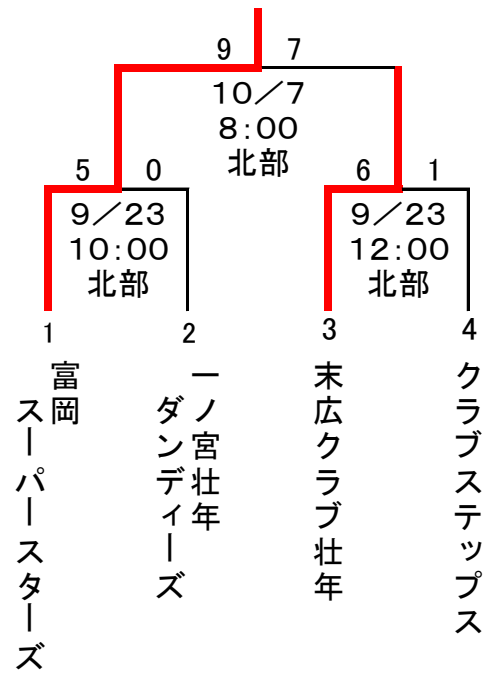 9 7
10／7
8:00
北部
5 0
9／23
10:00
北部
6 1
9／23
12:00
北部
1
2
3
4
富岡
スーパースターズ
一ノ宮壮年
ダンディーズ
末広クラブ壮年
クラブステップス